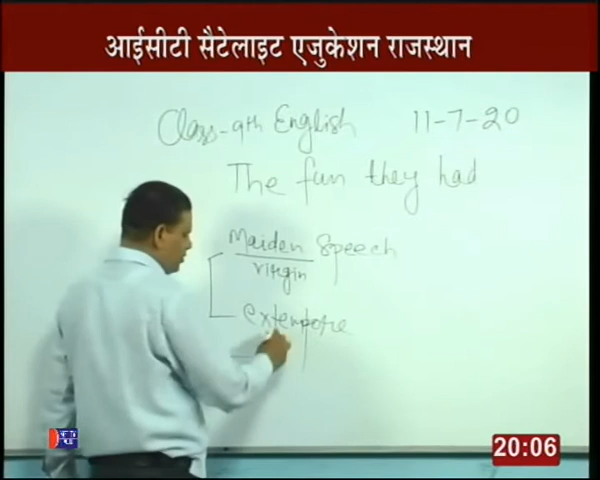 आईसीटी सैटेलाइट एजुकेशन राजस्थान
Class-9th English 11-7-20
The fun they had
Maiden Speech
virgin
extempore
20:06